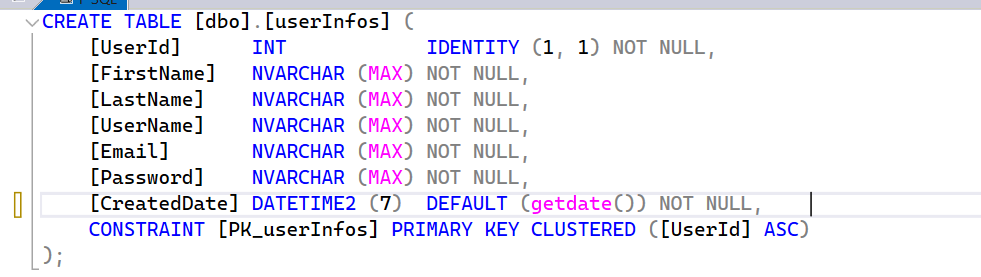 CREATE TABLE [dbo].[userInfos] (
[UserId] INT IDENTITY (1, 1) NOT NULL,
[FirstName] NVARCHAR (MAX) NOT NULL,
[LastName] NVARCHAR (MAX) NOT NULL,
[UserName] NVARCHAR (MAX) NOT NULL,
[Email] NVARCHAR (MAX) NOT NULL,
[Password] NVARCHAR (MAX) NOT NULL,
[CreatedDate] DATETIME2 (7) DEFAULT (getdate()) NOT NULL,
CONSTRAINT [PK_userInfos] PRIMARY KEY CLUSTERED ([UserId] ASC)
);